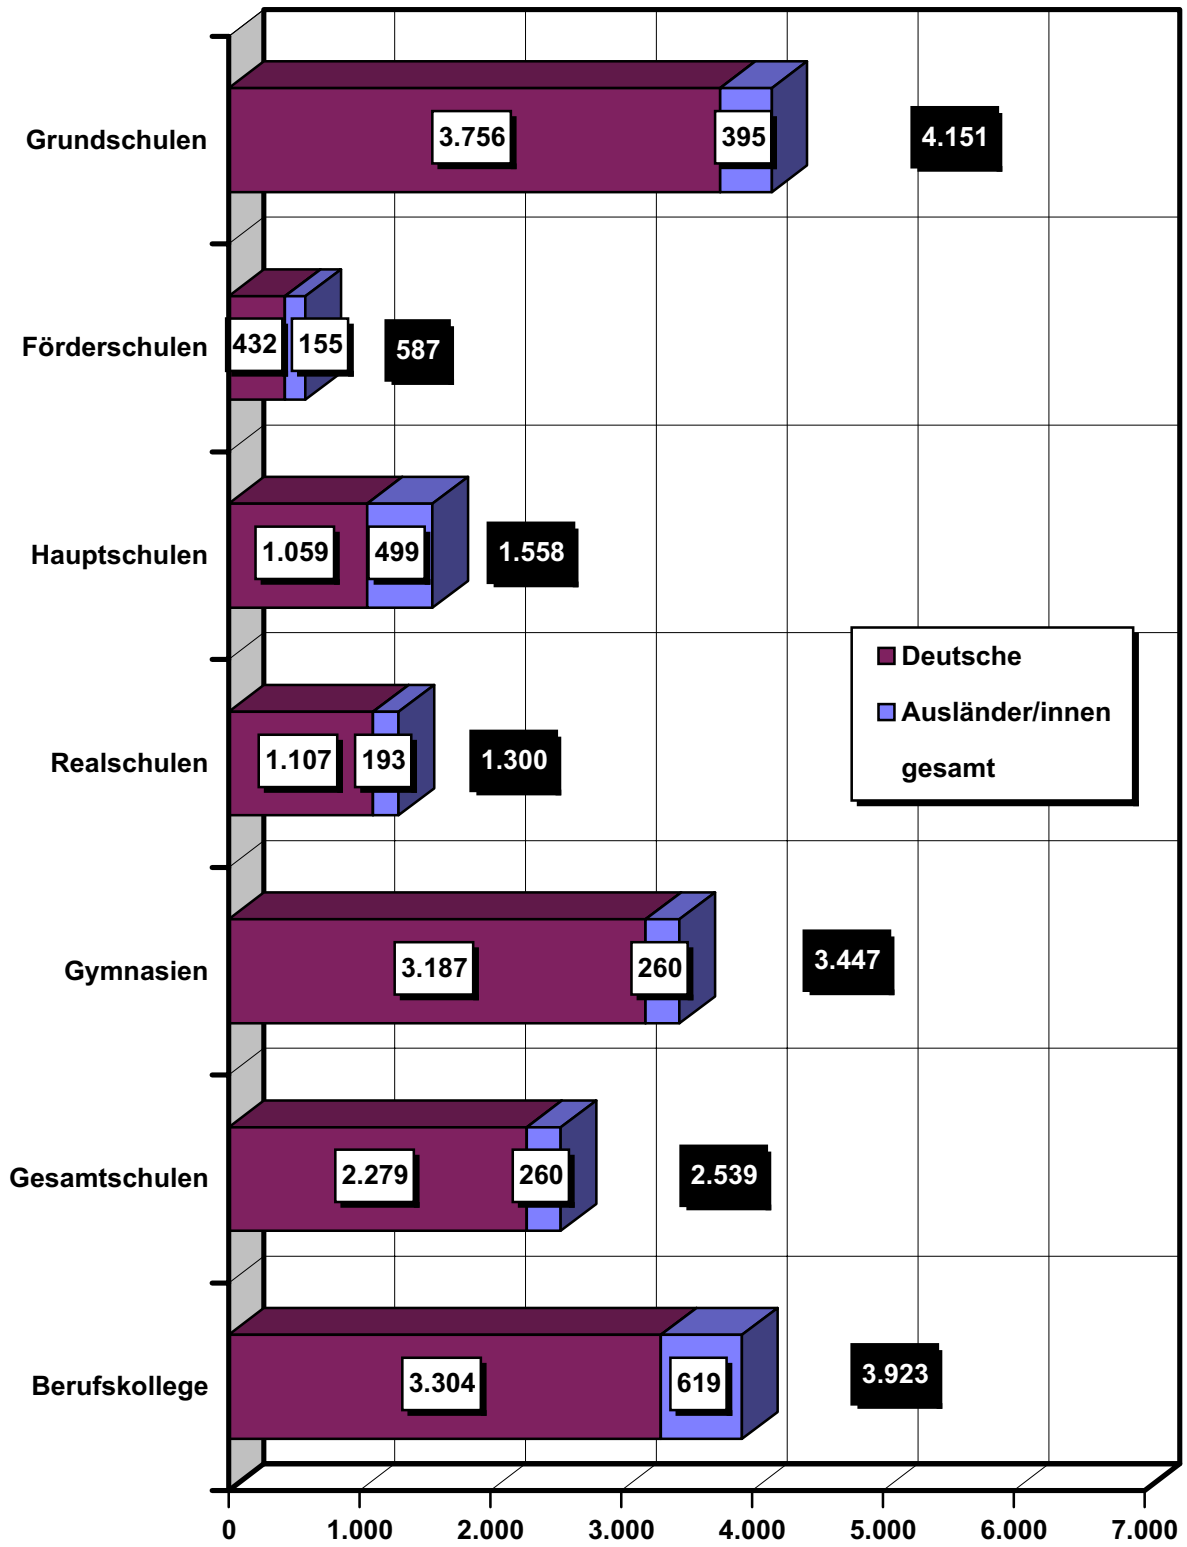 Grundschulen 3.756 395 4.151
Förderschulen 432 155 587
Hauptschulen 1.059 499 1.558
Deutsche
Ausländer/innen
gesamt
Realschulen 1.107 193 1.300
Gymnasien 3.187 260 3.447
Gesamtschulen 2.279 260 2.539
Berufskollege 3.304 619 3.923
0 1.000 2.000 3.000 4.000 5.000 6.000 7.000